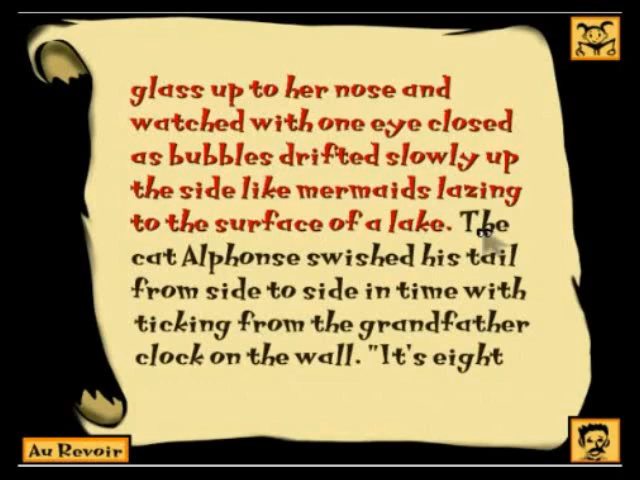 glass up to her nose and
watched with one eye closed
as bubbles drifted slowly up
the side like mermaids lazing
to the surface of a lake. The
cat Alphonse swished his tail
from side to side in time with
ticking from the grandfather
clock on the wall. "It's eight
Au Revoir